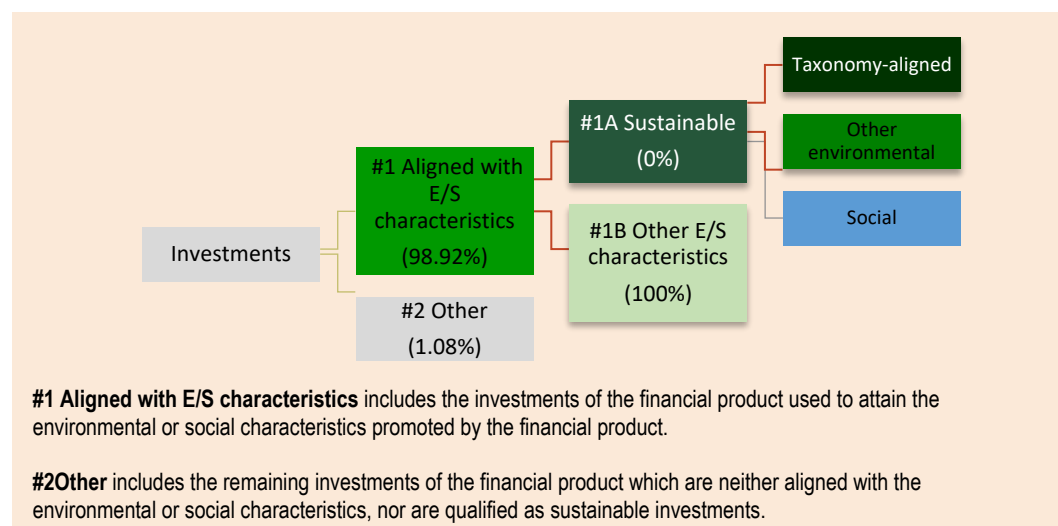 Investments
#1 Aligned with
E/S
characteristics
(98.92%)
#2 Other
(1.08%)
#1A Sustainable
(0%)
#1B Other E/S
characteristics
(100%)
Taxonomy-aligned
Other
environmental
Social
#1 Aligned with E/S characteristics includes the investments of the financial product used to attain the
environmental or social characteristics promoted by the financial product.
#2Other includes the remaining investments of the financial product which are neither aligned with the
environmental or social characteristics, nor are qualified as sustainable investments.